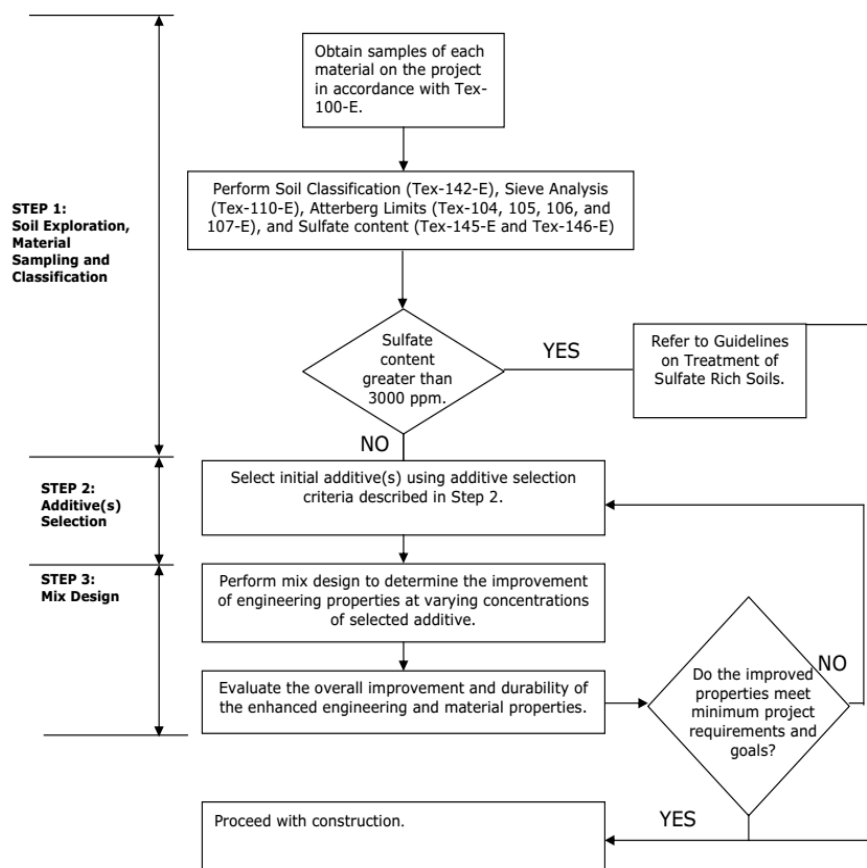 Obtain samples of each
material on the project
in accordance with Tex-
100-E.
Perform Soil Classification (Tex-142-E), Sieve Analysis
(Tex-110-E), Atterberg Limits (Tex-104, 105, 106, and
107-E), and Sulfate content (Tex-145-E and Tex-146-E)
STEP 1:
Soil Exploration,
Material
Sampling and
Classification
Sulfate
content
greater than
3000 ppm.
YES
Refer to Guidelines
on Treatment of
Sulfate Rich Soils.
NO
STEP 2:
Additive(s)
Selection
Select initial additive(s) using additive selection
criteria described in Step 2.
STEP 3:
Mix Design
Perform mix design to determine the improvement
of engineering properties at varying concentrations
of selected additive.
Evaluate the overall improvement and durability of
the enhanced engineering and material properties.
Do the improved
properties meet
minimum project
requirements and
goals?
NO
YES
Proceed with construction.